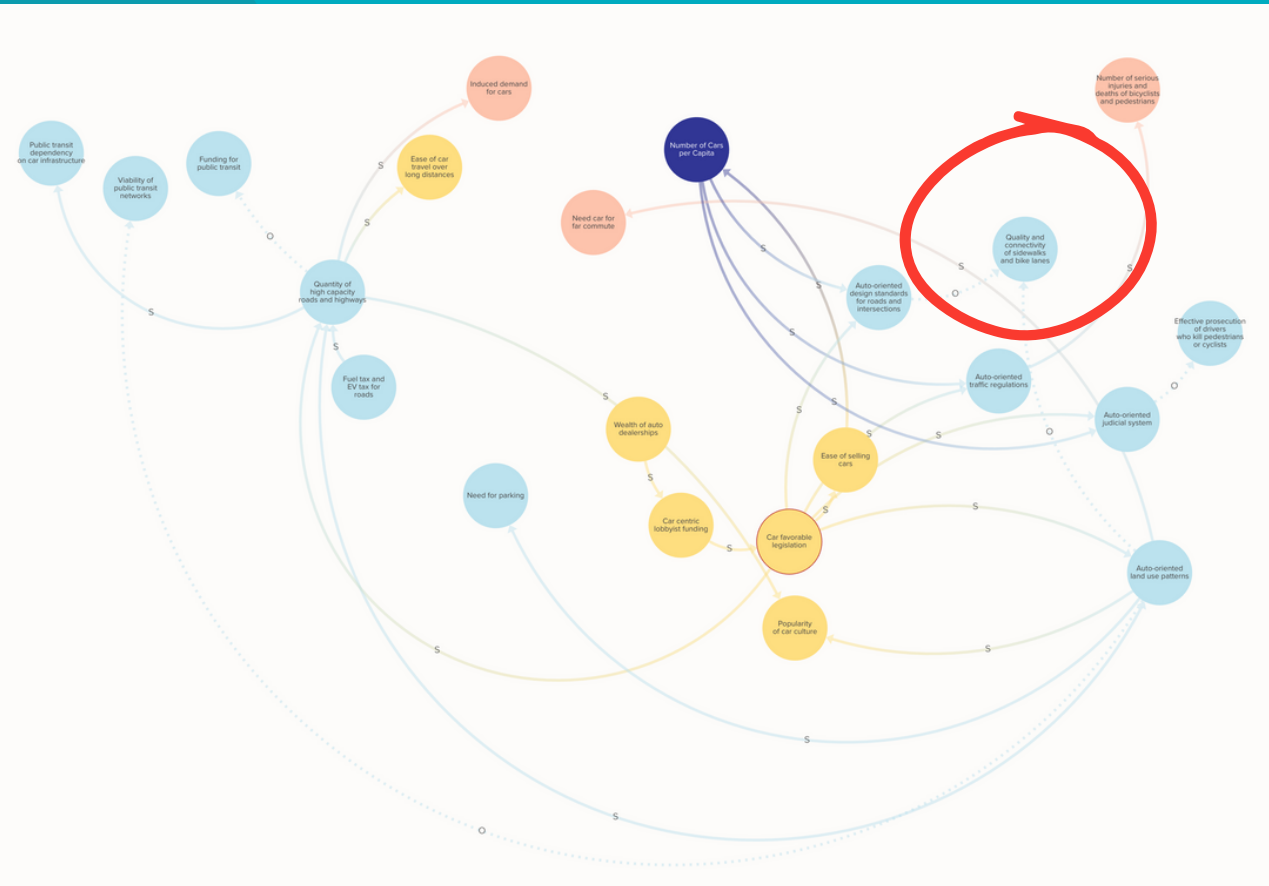 Induced demand
for cars
Number of serious
injuries and
deaths of bicyclists
and pedestrians
Public transit
dependency
on car infrastructure
Viability of
public transit
networks
Funding for
public transit
Ease of car
travel over
long distances
Number of Cars
per Capita
S
S
Need car for
far commute
O
S
Quality and
connectivity
of sidewalks
and bike lanes
S
S
Quantity of
high capacity
roads and highways
Auto-oriented
design standards
for roads and
intersections
S
O
S
S
S
Effective prosecution
of drivers
who kill pedestrians
or cyclists
S
Fuel tax and
EV tax for
roads
Auto-oriented
traffic regulations
O
S
S
S
Wealth of auto
dealerships
Auto-oriented
judicial system
S
S
O
Ease of selling
cars
S
Need for parking
Car centric
lobbyist funding
S
S
S
Car favorable
legislation
Auto-oriented
land use patterns
Popularity
of car culture
S
S
S
S
O